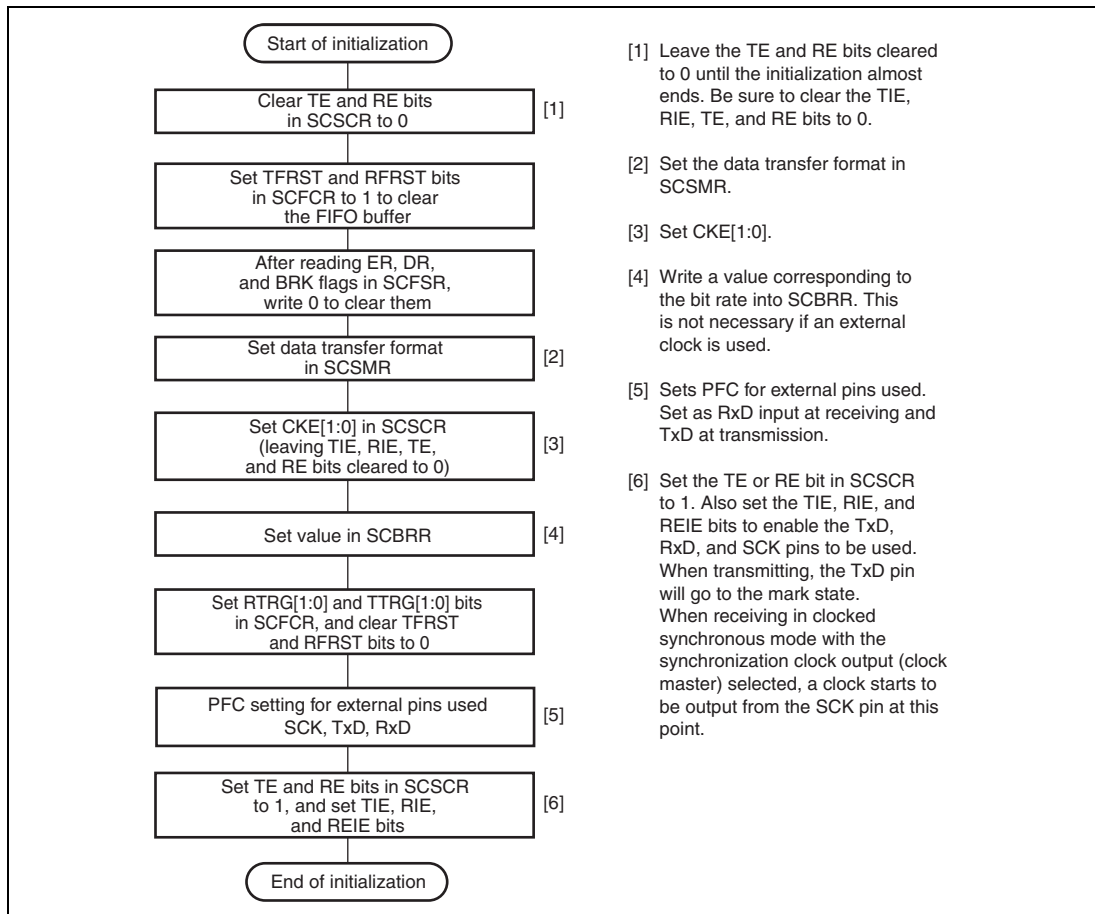 Start of initialization
Clear TE and RE bits
in SCSCR to 0
[1]
Set TFRST and RFRST bits
in SCFCR to 1 to clear
the FIFO buffer
After reading ER, DR,
and BRK flags in SCFSR,
write 0 to clear them
Set data transfer format
in SCSMR
[2]
Set CKE[1:0] in SCSCR
(leaving TIE, RIE, TE,
and RE bits cleared to 0)
[3]
Set value in SCBRR
[4]
Set RTRG[1:0] and TTRG[1:0] bits
in SCFCR, and clear TFRST
and RFRST bits to 0
PFC setting for external pins used
SCK, TxD, RxD
[5]
Set TE and RE bits in SCSCR
to 1, and set TIE, RIE,
and REIE bits
[6]
End of initialization
[1] Leave the TE and RE bits cleared
to 0 until the initialization almost
ends. Be sure to clear the TIE,
RIE, TE, and RE bits to 0.
[2] Set the data transfer format in
SCSMR.
[3] Set CKE[1:0].
[4] Write a value corresponding to
the bit rate into SCBRR. This
is not necessary if an external
clock is used.
[5] Sets PFC for external pins used.
Set as RxD input at receiving and
TxD at transmission.
[6] Set the TE or RE bit in SCSCR
to 1. Also set the TIE, RIE, and
REIE bits to enable the TxD,
RxD, and SCK pins to be used.
When transmitting, the TxD pin
will go to the mark state.
When receiving in clocked
synchronous mode with the
synchronization clock output (clock
master) selected, a clock starts to
be output from the SCK pin at this
point.